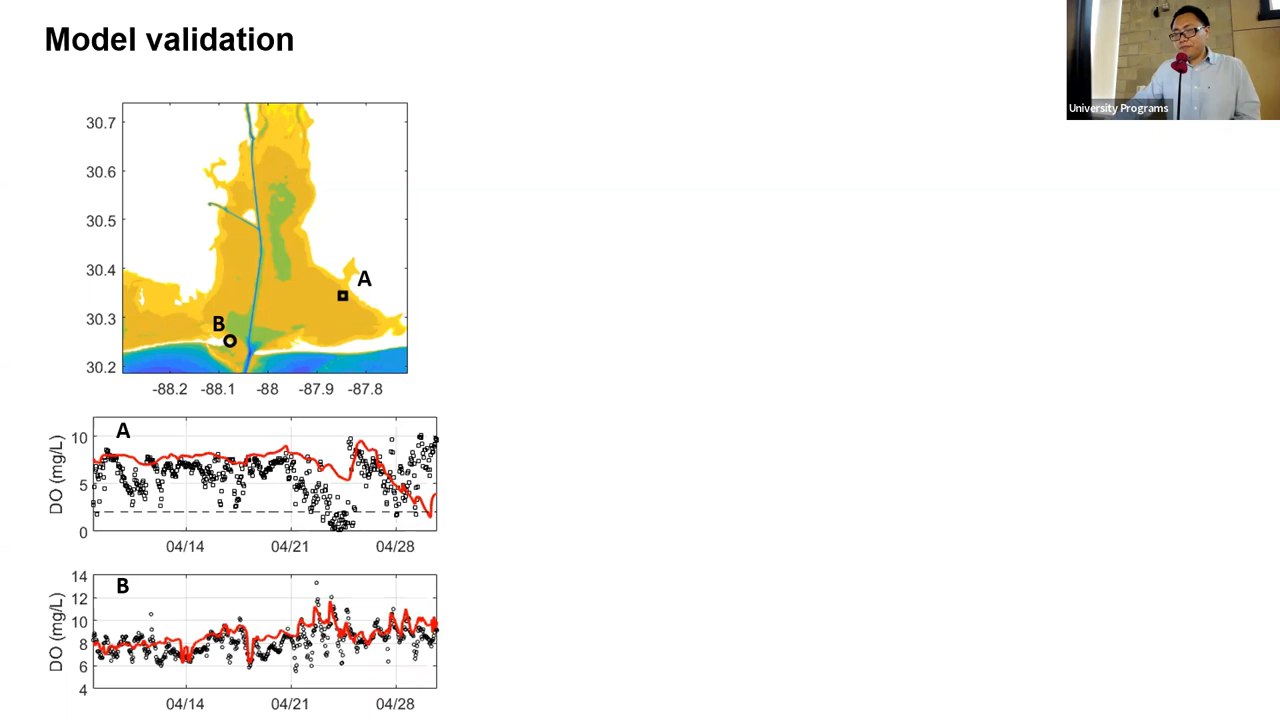 Model validation
University Programs
30.7
30.6
30.5
30.4
30.3
30.2
A
B
-88.2 -88.1 -88 -87.9 -87.8
A
DO (mg/L)
10
5
0
04/14 04/21 04/28
B
DO (mg/L)
14
12
10
8
6
4
04/14 04/21 04/28